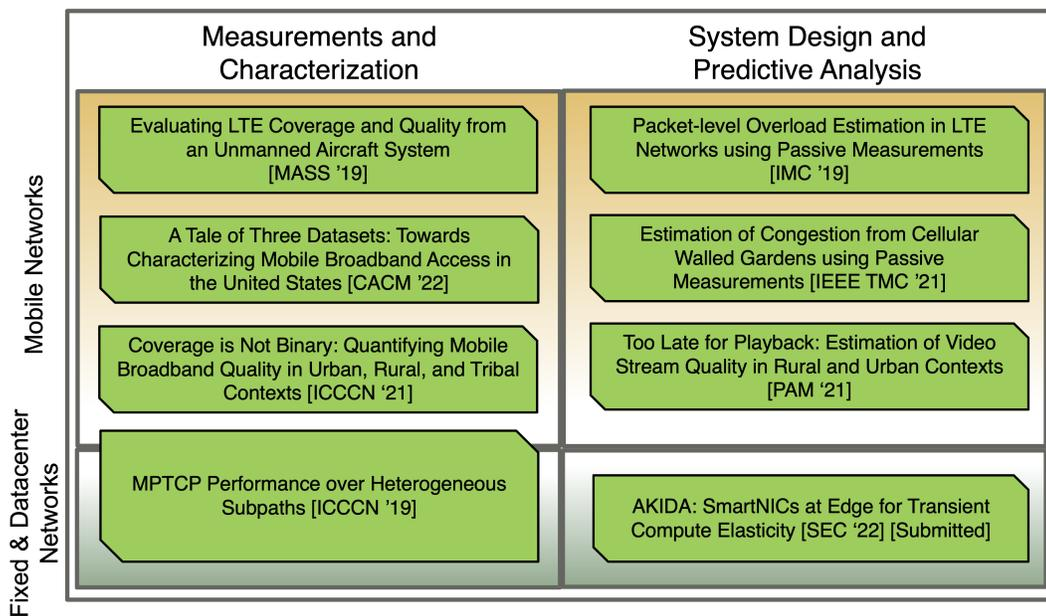 Measurements and
Characterization
System Design and
Predictive Analysis
Mobile Networks
Evaluating LTE Coverage and Quality from
an Unmanned Aircraft System
[MASS ’19]
A Tale of Three Datasets: Towards
Characterizing Mobile Broadband Access in
the United States [CACM ’22]
Coverage is Not Binary: Quantifying Mobile
Broadband Quality in Urban, Rural, and Tribal
Contexts [ICCCN ‘21]
Packet-level Overload Estimation in LTE
Networks using Passive Measurements
[IMC ’19]
Estimation of Congestion from Cellular
Walled Gardens using Passive
Measurements [IEEE TMC ’21]
Too Late for Playback: Estimation of Video
Stream Quality in Rural and Urban Contexts
[PAM ‘21]
Fixed & Datacenter
Networks
MPTCP Performance over Heterogeneous
Subpaths [ICCCN ’19]
AKIDA: SmartNICs at Edge for Transient
Compute Elasticity [SEC ‘22] [Submitted]